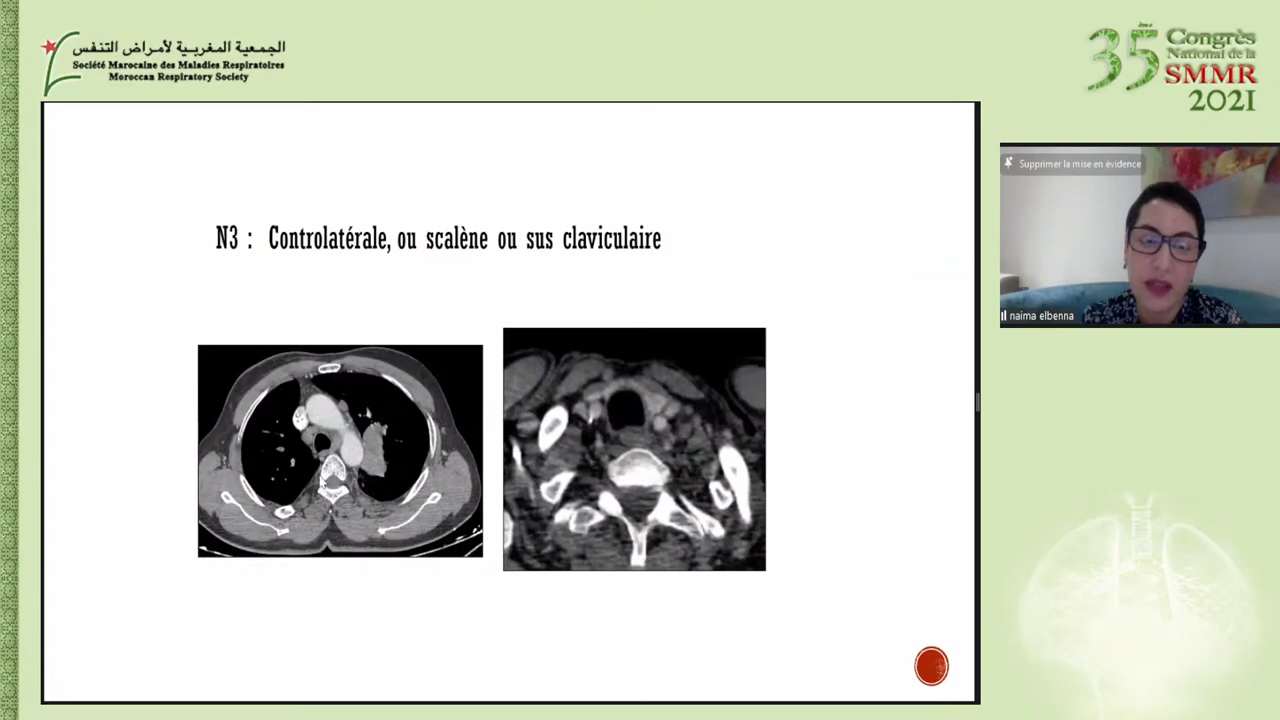 الجمعية المغربية لأمراض التنفس
Société Marocaine des Maladies Respiratoires
Moroccan Respiratory Society
35ème Congrès
National de la
SMMR
2021
N3 : Controlatérale, ou scalène ou sus claviculaire
Supprimer la mise en évidence
naima elbenna